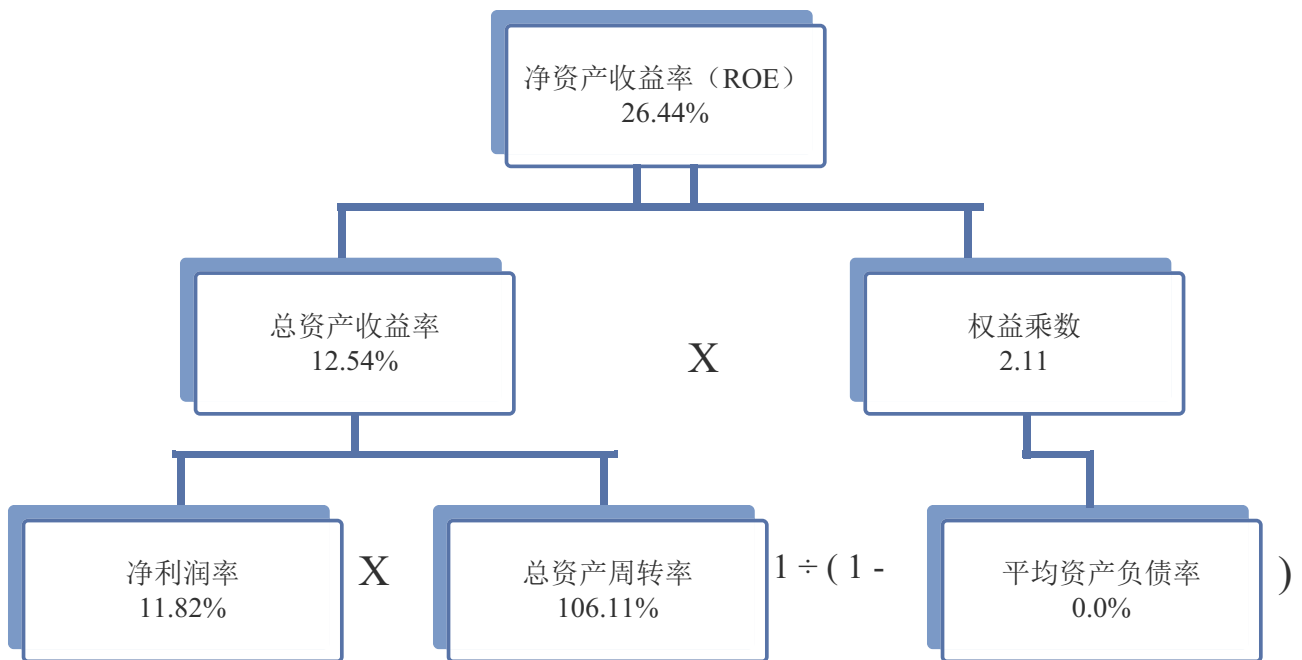 净资产收益率（ROE）
26.44%
总资产收益率
12.54%
X
权益乘数
2.11
净利润率
11.82%
X
总资产周转率
106.11%
1 ÷ ( 1 -
平均资产负债率
0.0%
)